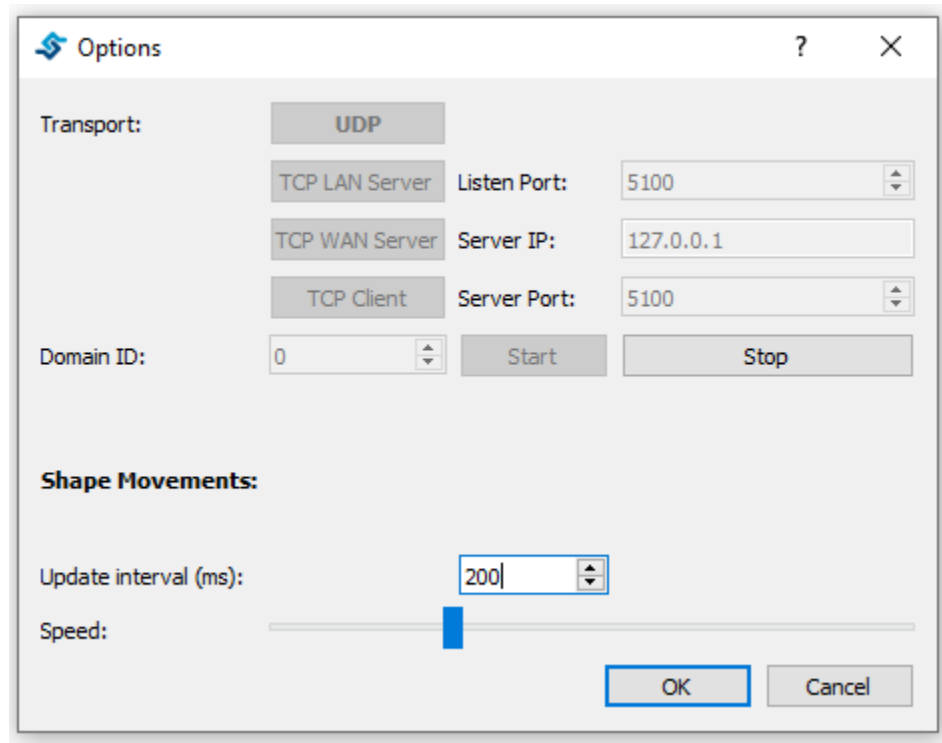 Options
Transport: UDP
TCP LAN Server Listen Port: 5100
TCP WAN Server Server IP: 127.0.0.1
TCP Client Server Port: 5100
Domain ID: 0 Start Stop
Shape Movements:
Update interval (ms): 200
Speed:
OK Cancel